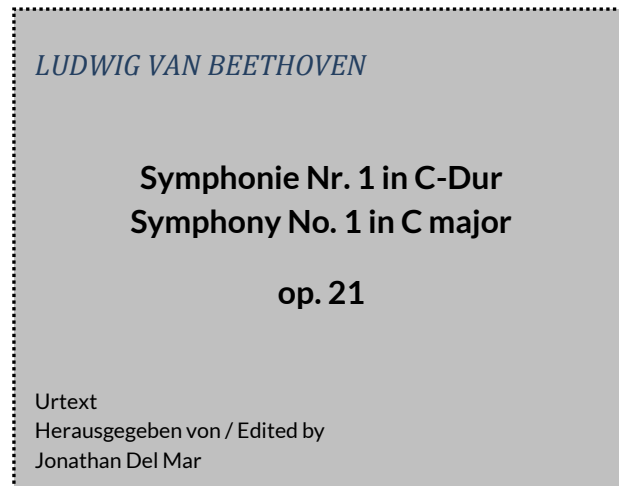 LUDWIG VAN BEETHOVEN
Symphonie Nr. 1 in C-Dur
Symphony No. 1 in C major
op. 21
Urtext
Herausgegeben von / Edited by
Jonathan Del Mar